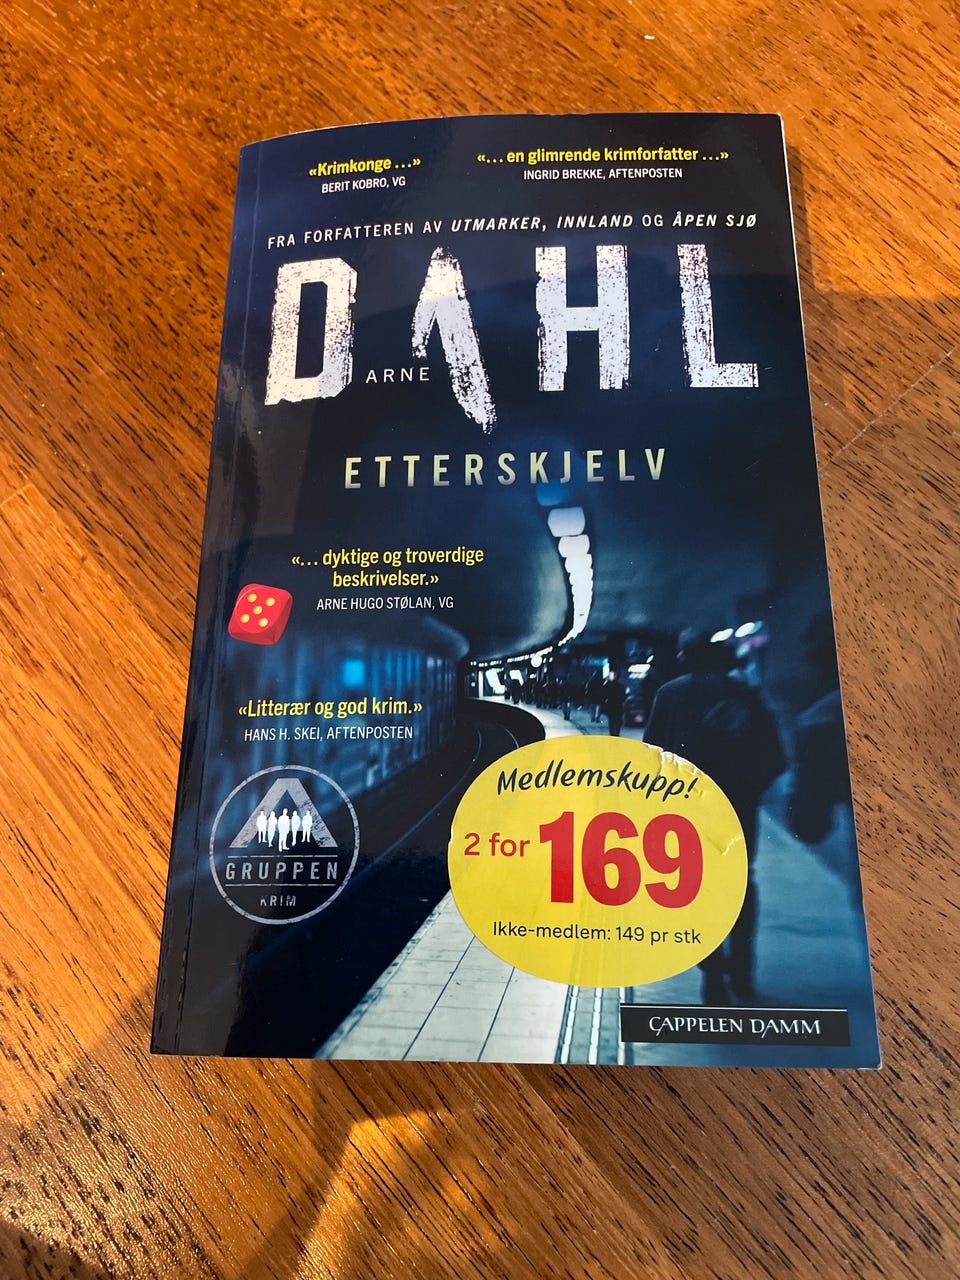 «Krimkonge ...»
BERIT KOBRO, VG
«... en glimrende krimforfatter ...»
INGRID BREKKE, AFTENPOSTEN
FRA FORFATTEREN AV UTMARKER, INNLAND OG ÅPEN SJØ
DAHL
ARNE
ETTERSKJELV
«... dyktige og troverdige
beskrivelser.»
ARNE HUGO STØLAN, VG
«Litterær og god krim.»
HANS H. SKEI, AFTENPOSTEN
A
GRUPPEN
KRIM
Medlemskupp!
2 for 169
Ikke-medlem: 149 pr stk
CAPPELEN DAMM